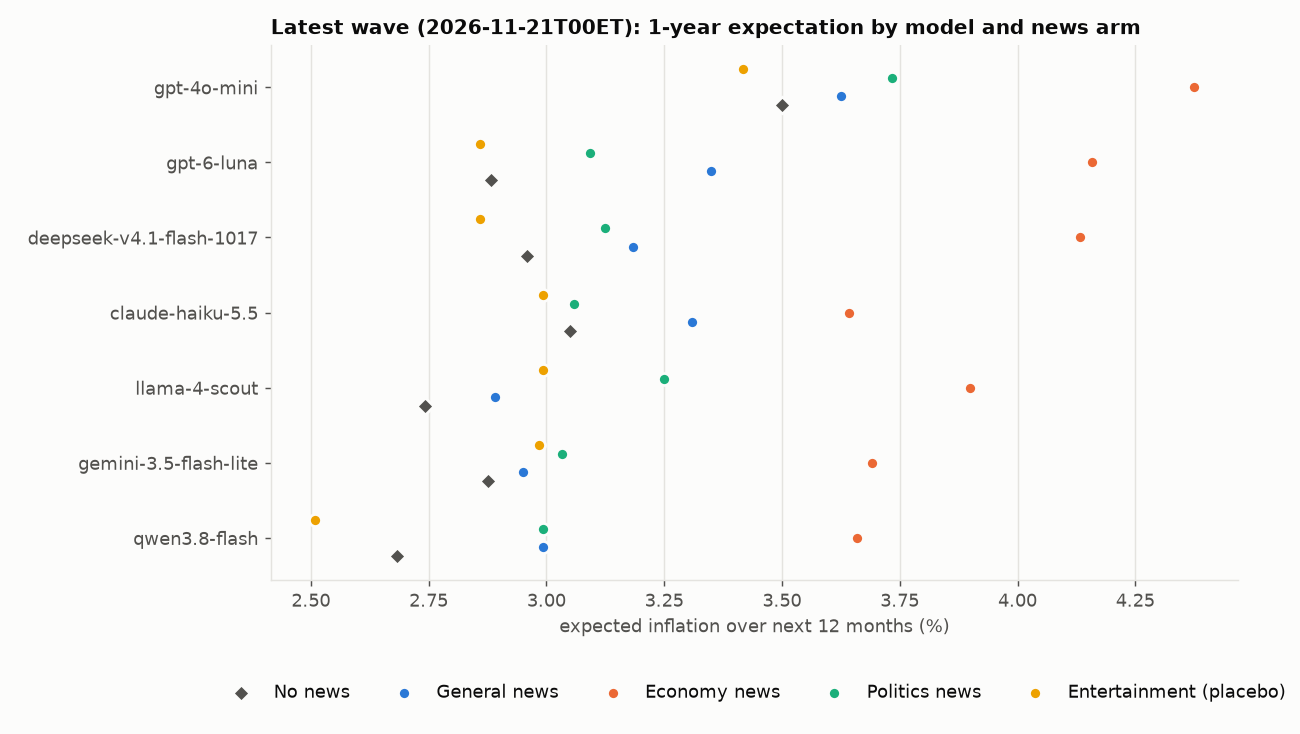 Latest wave (2026-11-21T00ET): 1-year expectation by model and news arm
gpt-4o-mini
gpt-6-luna
deepseek-v4.1-flash-1017
claude-haiku-5.5
llama-4-scout
gemini-3.5-flash-lite
qwen3.8-flash
2.50 2.75 3.00 3.25 3.50 3.75 4.00 4.25
expected inflation over next 12 months (%)
No news General news Economy news Politics news Entertainment (placebo)